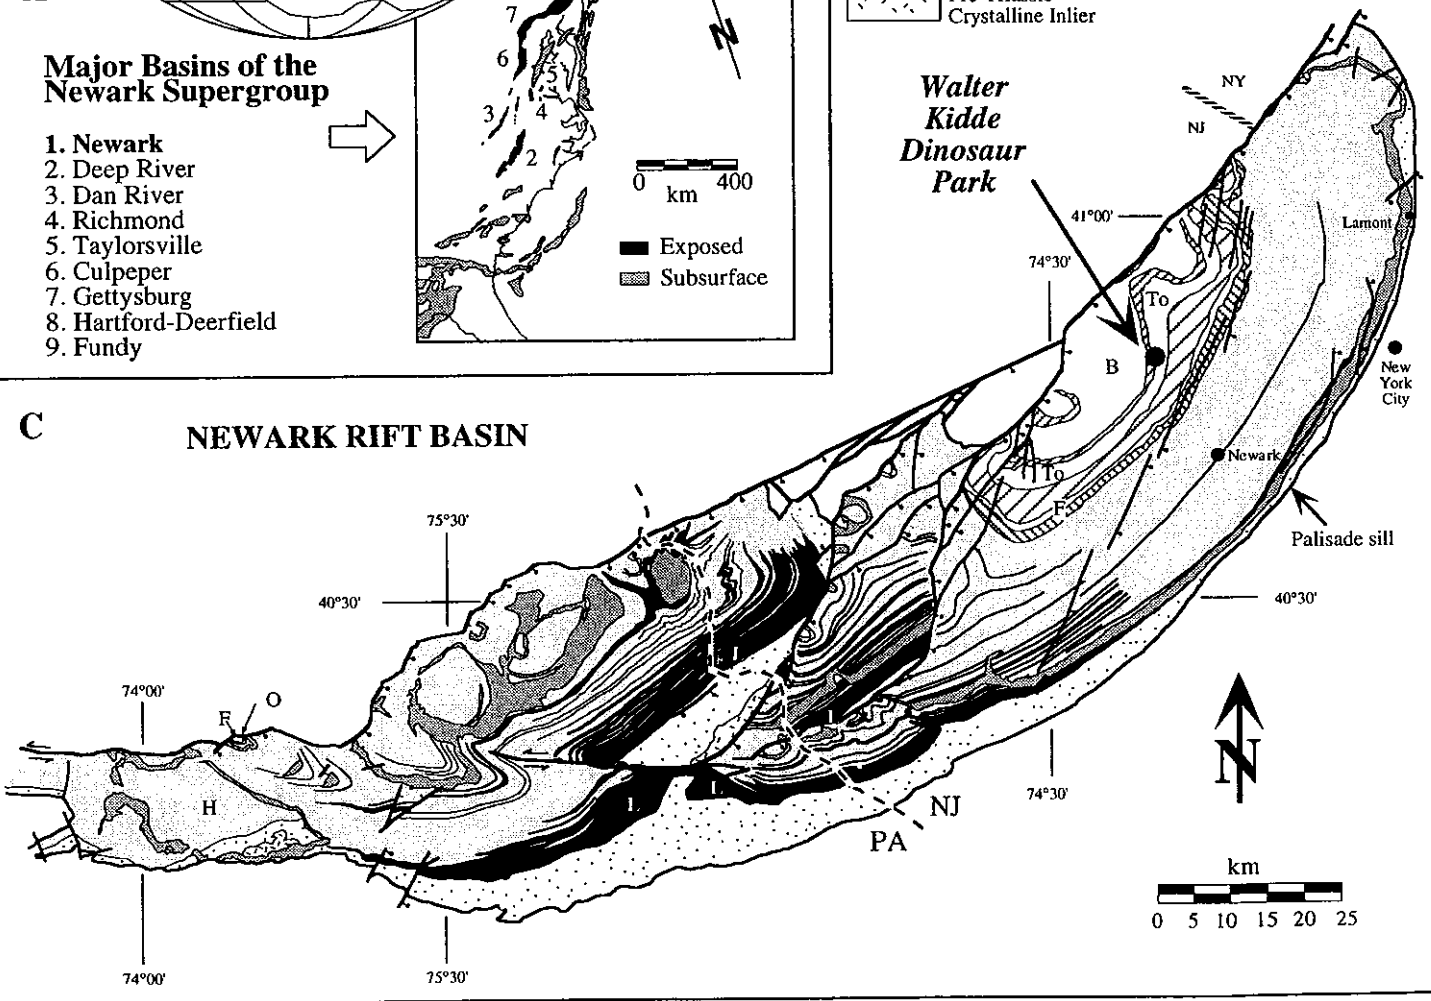 Crystalline Inlier
Major Basins of the
Newark Supergroup
1. Newark
2. Deep River
3. Dan River
4. Richmond
5. Taylorsville
6. Culpeper
7. Gettysburg
8. Hartford-Deerfield
9. Fundy
7
6
5
4
3
2
N
0 400
km
Exposed
Subsurface
Walter
Kidde
Dinosaur
Park
NY
NJ
41°00'
74°30'
Lamont
To
B
New
York
City
Newark
To
F
Palisade sill
C
NEWARK RIFT BASIN
75°30'
40°30'
40°30'
74°00'
O
F
H
L
L
L
L
NJ
PA
74°30'
N
km
0 5 10 15 20 25
74°00'
75°30'